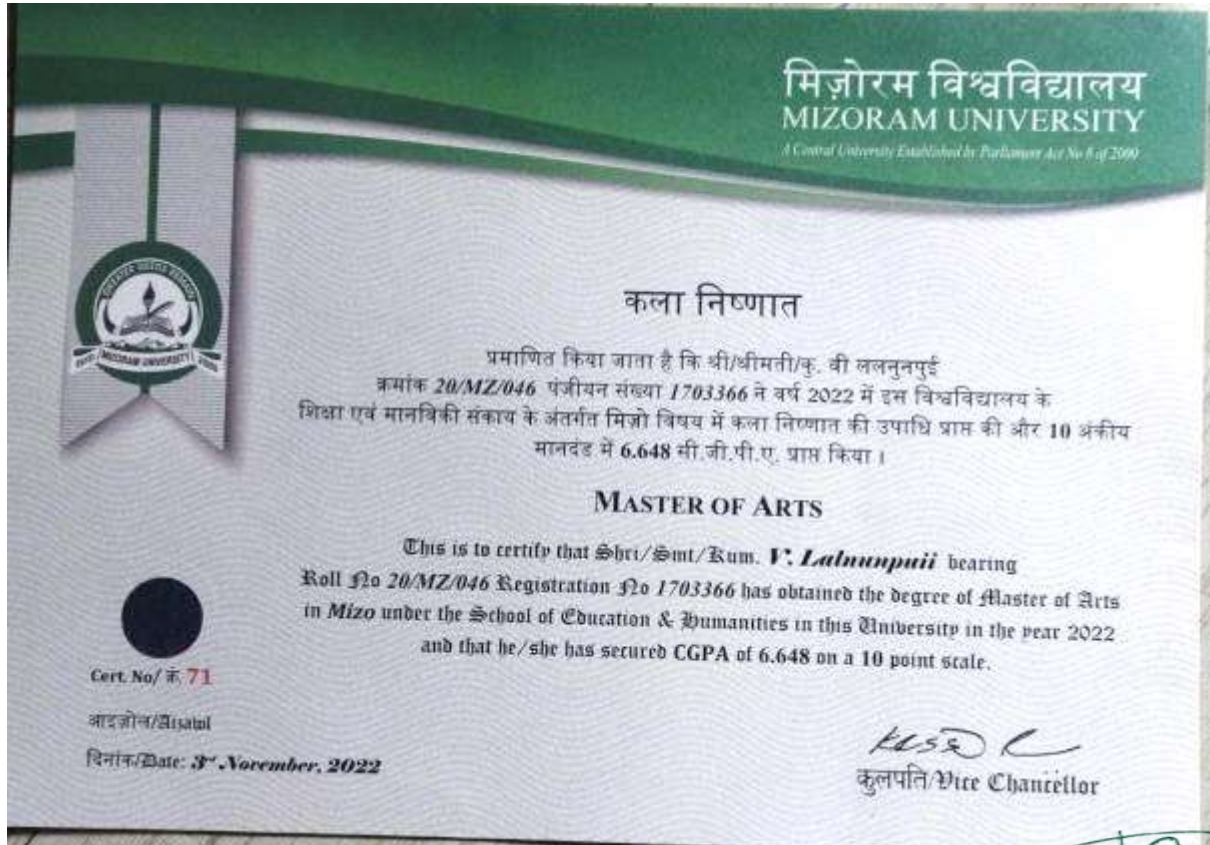 मिज़ोरम विश्वविद्यालय
MIZORAM UNIVERSITY
A Central University Established by Parliament Act No 8 of 2000
MIZORAM UNIVERSITY
कला निष्णात
प्रमाणित किया जाता है कि श्री/श्रीमती/कु. वी ललनुनपुई
क्रमांक 20/MZ/046 पंजीयन संख्या 1703366 ने वर्ष 2022 में इस विश्वविद्यालय के
शिक्षा एवं मानविकी संकाय के अंतर्गत मिज़ो विषय में कला निष्णात की उपाधि प्राप्त की और 10 अंकीय
मानदंड में 6.648 सी.जी.पी.ए. प्राप्त किया ।
MASTER OF ARTS
This is to certify that Shri/Smt/Kum. V. Lalnunpuii bearing
Roll No 20/MZ/046 Registration No 1703366 has obtained the degree of Master of Arts
in Mizo under the School of Education & Humanities in this University in the year 2022
and that he/she has secured CGPA of 6.648 on a 10 point scale.
Cert. No/ क्रं. 71
आइज़ोल/Aizawl
दिनांक/Date: 3rd November, 2022
कुलपति/Vice Chancellor